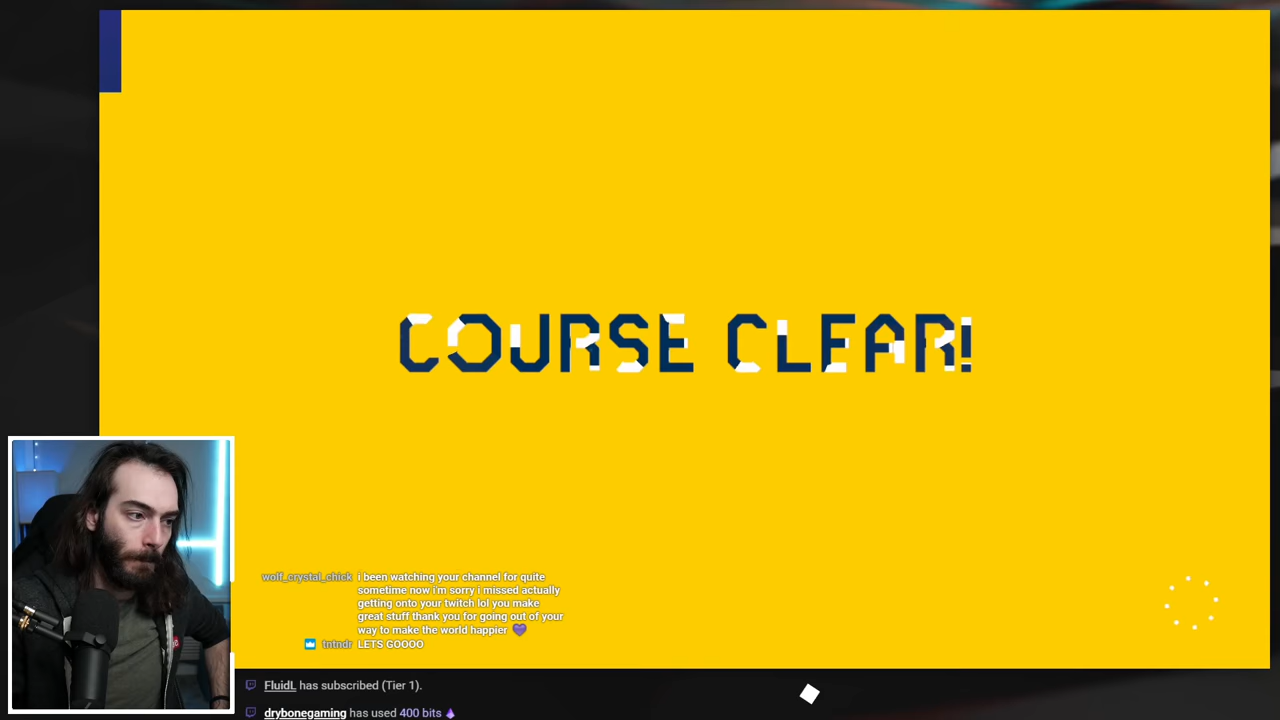 COURSE CLEAR!
wolf_crystal_chick i been watching your channel for quite
sometime now i'm sorry i missed actually
getting onto your twitch lol you make
great stuff thank you for going out of your
way to make the world happier 💜
tntndr LETS GOOOO
FluidL has subscribed (Tier 1).
drybonegaming has used 400 bits